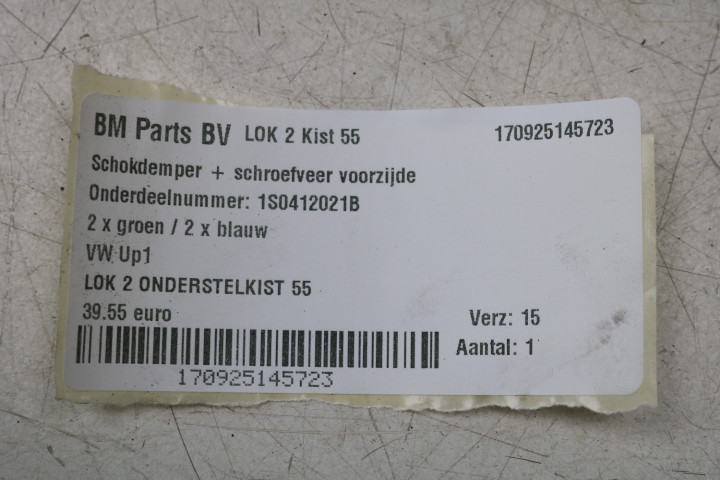 BM Parts BV LOK 2 Kist 55 170925145723
Schokdemper + schroefveer voorzijde
Onderdeelnummer: 1S0412021B
2 x groen / 2 x blauw
VW Up1
LOK 2 ONDERSTELKIST 55
39.55 euro Verz: 15
Aantal: 1
170925145723